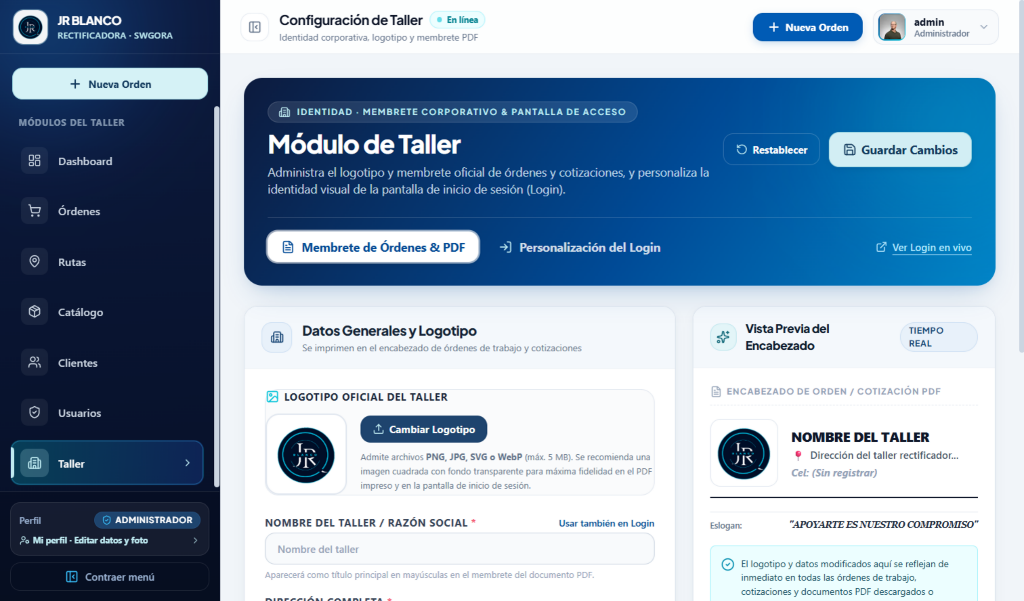 JR BLANCO
RECTIFICADORA · SWGORA
Nueva Orden
MÓDULOS DEL TALLER
Dashboard
Órdenes
Rutas
Catálogo
Clientes
Usuarios
Taller
Perfil
ADMINISTRADOR
Mi perfil · Editar datos y foto
Contraer menú
Configuración de Taller
En línea
Identidad corporativa, logotipo y membrete PDF
Nueva Orden
admin
Administrador
IDENTIDAD · MEMBRETE CORPORATIVO & PANTALLA DE ACCESO
Módulo de Taller
Administra el logotipo y membrete oficial de órdenes y cotizaciones, y personaliza la
identidad visual de la pantalla de inicio de sesión (Login).
Restablecer
Guardar Cambios
Membrete de Órdenes & PDF
Personalización del Login
Ver Login en vivo
Datos Generales y Logotipo
Se imprimen en el encabezado de órdenes de trabajo y cotizaciones
LOGOTIPO OFICIAL DEL TALLER
JR
Cambiar Logotipo
Admite archivos PNG, JPG, SVG o WebP (máx. 5 MB). Se recomienda una
imagen cuadrada con fondo transparente para máxima fidelidad en el PDF
impreso y en la pantalla de inicio de sesión.
NOMBRE DEL TALLER / RAZÓN SOCIAL *
Usar también en Login
Nombre del taller
Aparecerá como título principal en mayúsculas en el membrete del documento PDF.
DIRECCIÓN COMPLETA *
Vista Previa del
Encabezado
TIEMPO
REAL
ENCABEZADO DE ORDEN / COTIZACIÓN PDF
JR
NOMBRE DEL TALLER
Dirección del taller rectificador...
Cel: (Sin registrar)
Eslogan:
"APOYARTE ES NUESTRO COMPROMISO"
El logotipo y datos modificados aquí se reflejan de
inmediato en todas las órdenes de trabajo,
cotizaciones y documentos PDF descargados o